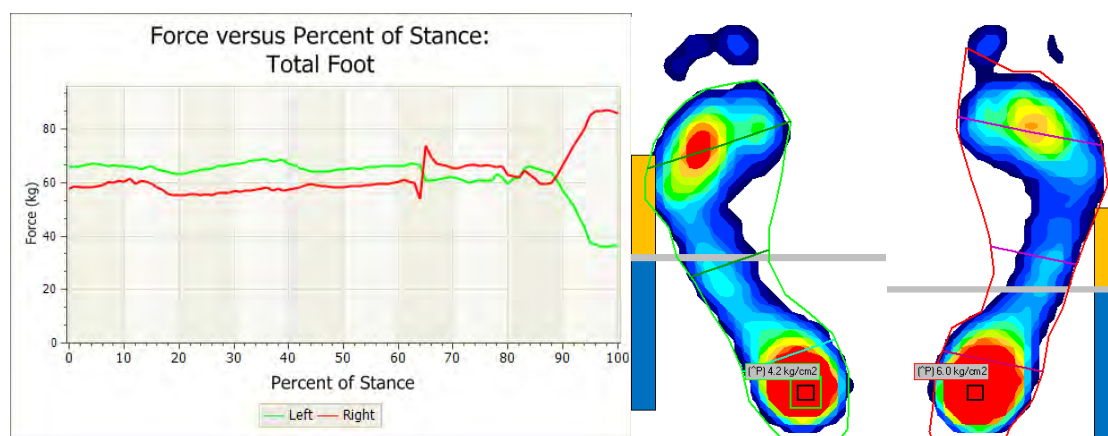 Force versus Percent of Stance:
Total Foot
Force (kg)
80
60
40
20
0
0 10 20 30 40 50 60 70 80 90 100
Percent of Stance
Left Right
(^P) 4.2 kg/cm2
(^P) 6.0 kg/cm2